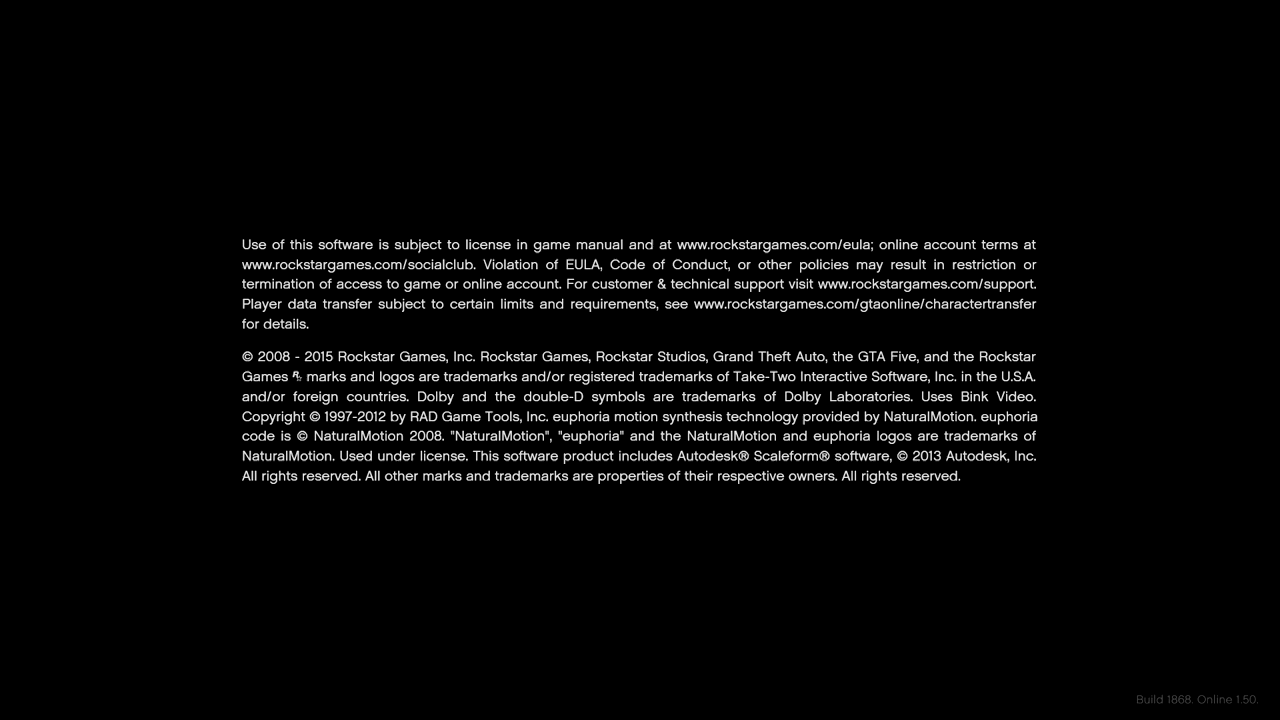 Use of this software is subject to license in game manual and at www.rockstargames.com/eula; online account terms at
www.rockstargames.com/socialclub. Violation of EULA, Code of Conduct, or other policies may result in restriction or
termination of access to game or online account. For customer & technical support visit www.rockstargames.com/support.
Player data transfer subject to certain limits and requirements, see www.rockstargames.com/gtaonline/charactertransfer
for details.
© 2008 - 2015 Rockstar Games, Inc. Rockstar Games, Rockstar Studios, Grand Theft Auto, the GTA Five, and the Rockstar
Games R* marks and logos are trademarks and/or registered trademarks of Take-Two Interactive Software, Inc. in the U.S.A.
and/or foreign countries. Dolby and the double-D symbols are trademarks of Dolby Laboratories. Uses Bink Video.
Copyright © 1997-2012 by RAD Game Tools, Inc. euphoria motion synthesis technology provided by NaturalMotion. euphoria
code is © NaturalMotion 2008. "NaturalMotion", "euphoria" and the NaturalMotion and euphoria logos are trademarks of
NaturalMotion. Used under license. This software product includes Autodesk® Scaleform® software, © 2013 Autodesk, Inc.
All rights reserved. All other marks and trademarks are properties of their respective owners. All rights reserved.
Build 1868. Online 1.50.